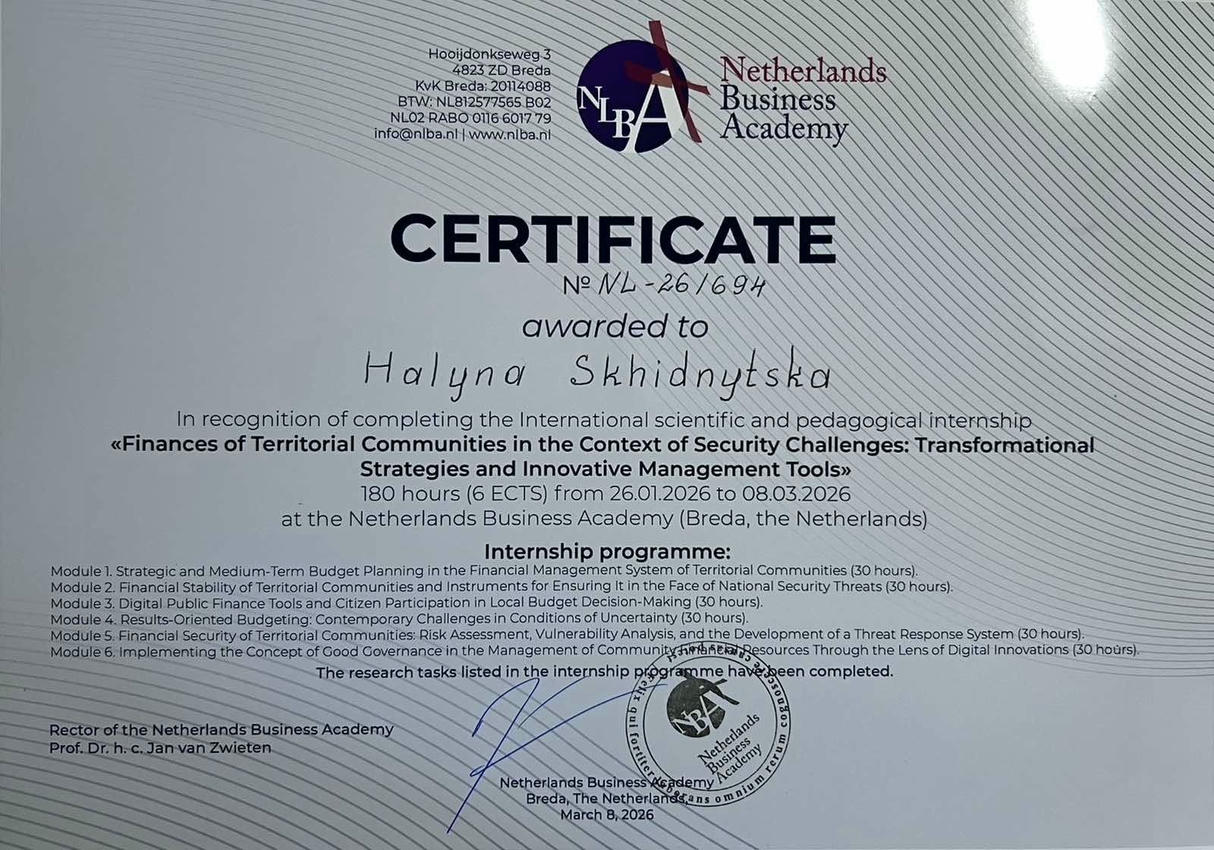 Hooijdonkseweg 3
4823 ZD Breda
KvK Breda: 20114088
BTW: NL812577565 B02
NL02 RABO 0116 6017 79
info@nlba.nl | www.nlba.nl
NLBA
Netherlands
Business
Academy
CERTIFICATE
№ NL-26/694
awarded to
Halyna Skhidnytska
In recognition of completing the International scientific and pedagogical internship
«Finances of Territorial Communities in the Context of Security Challenges: Transformational
Strategies and Innovative Management Tools»
180 hours (6 ECTS) from 26.01.2026 to 08.03.2026
at the Netherlands Business Academy (Breda, the Netherlands)
Internship programme:
Module 1. Strategic and Medium-Term Budget Planning in the Financial Management System of Territorial Communities (30 hours).
Module 2. Financial Stability of Territorial Communities and Instruments for Ensuring It in the Face of National Security Threats (30 hours).
Module 3. Digital Public Finance Tools and Citizen Participation in Local Budget Decision-Making (30 hours).
Module 4. Results-Oriented Budgeting: Contemporary Challenges in Conditions of Uncertainty (30 hours).
Module 5. Financial Security of Territorial Communities: Risk Assessment, Vulnerability Analysis, and the Development of a Threat Response System (30 hours).
Module 6. Implementing the Concept of Good Governance in the Management of Community Financial Resources Through the Lens of Digital Innovations (30 hours).
The research tasks listed in the internship programme have been completed.
Rector of the Netherlands Business Academy
Prof. Dr. h. c. Jan van Zwieten
NLBA
Netherlands
Business
Academy
omnium rerum
Netherlands Business Academy
Breda, The Netherlands,
March 8, 2026